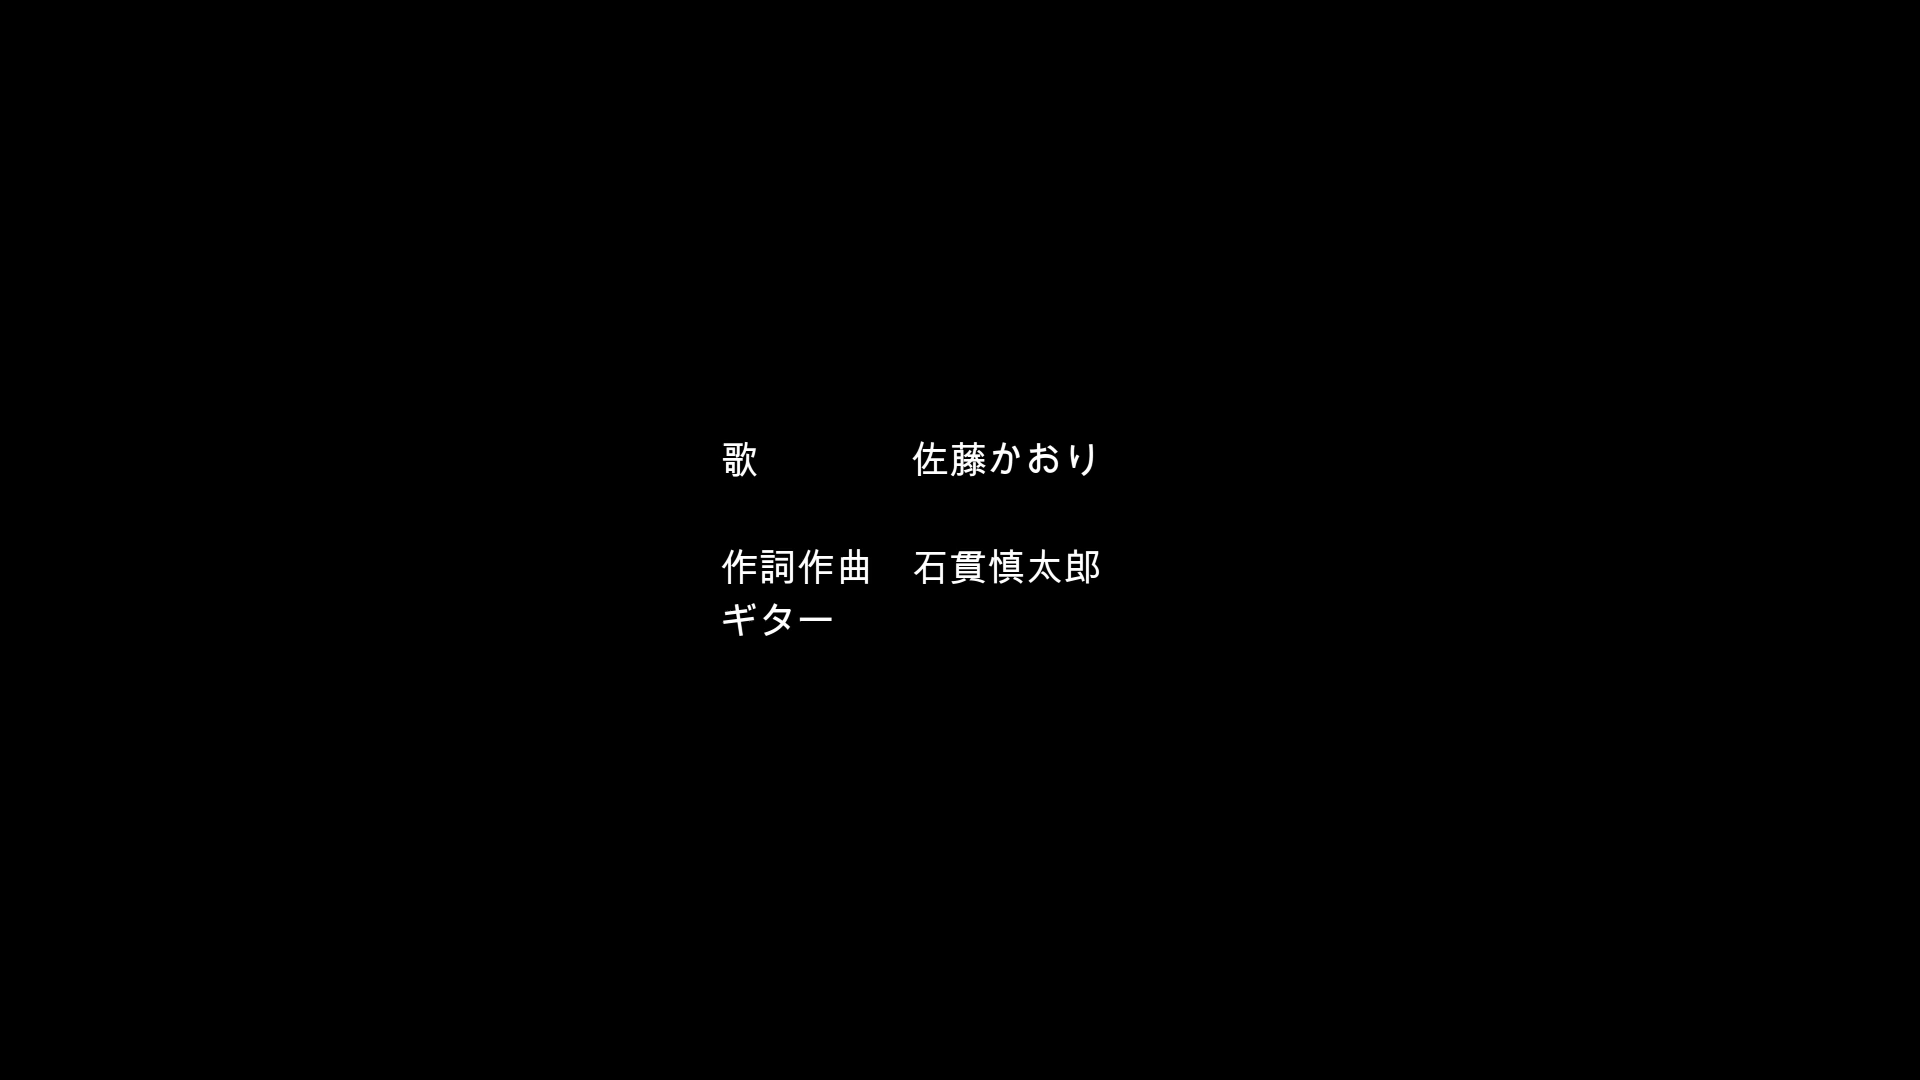 歌　　　　佐藤かおり
作詞作曲　石貫慎太郎
ギター